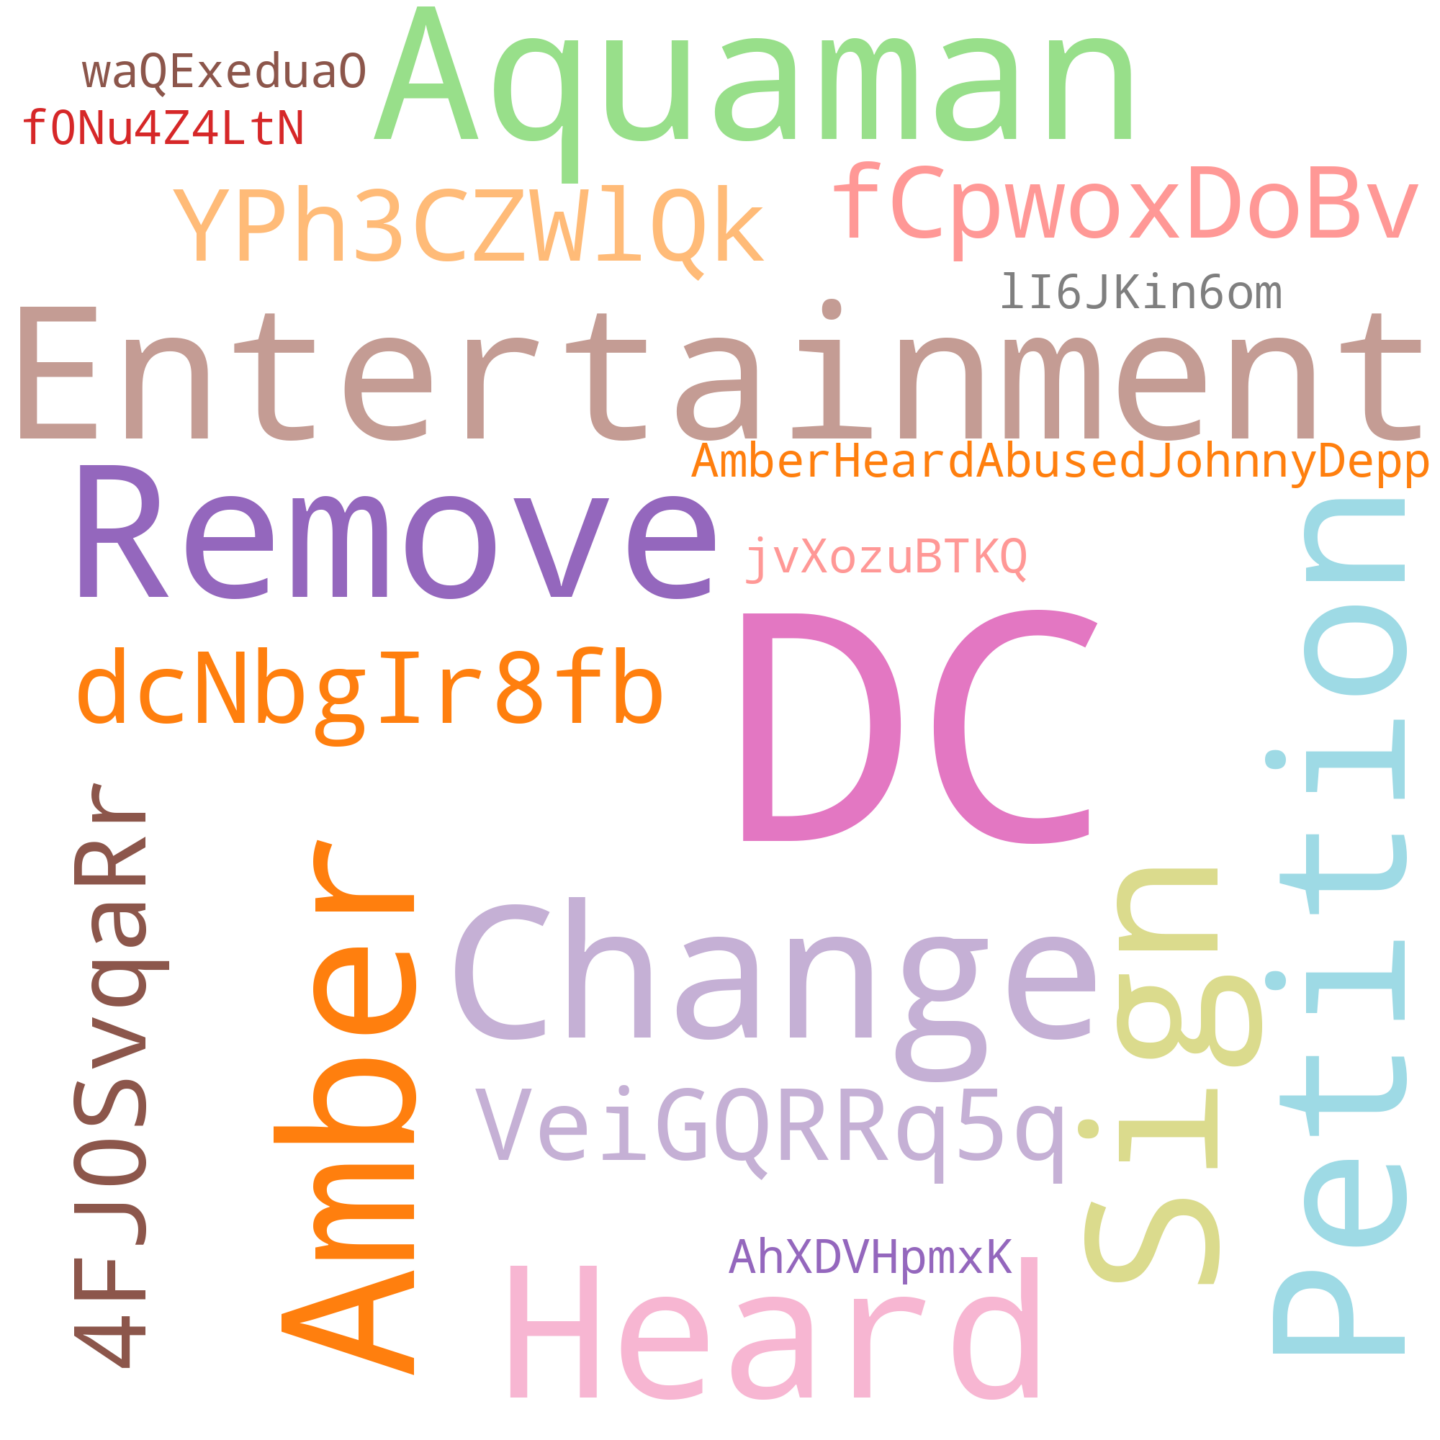 Aquaman
waQExeduaO
f0Nu4Z4LtN
fCpwoxDoBv
YPh3CZWlQk
lI6JKin6om
Entertainment
AmberHeardAbusedJohnnyDepp
Remove
jvXozuBTKQ
Petition
DC
dcNbgIr8fb
4FJ0SvqaRr
Amber
Change
Sign
VeiGQRRq5q
AhXDVHpmxK
Heard